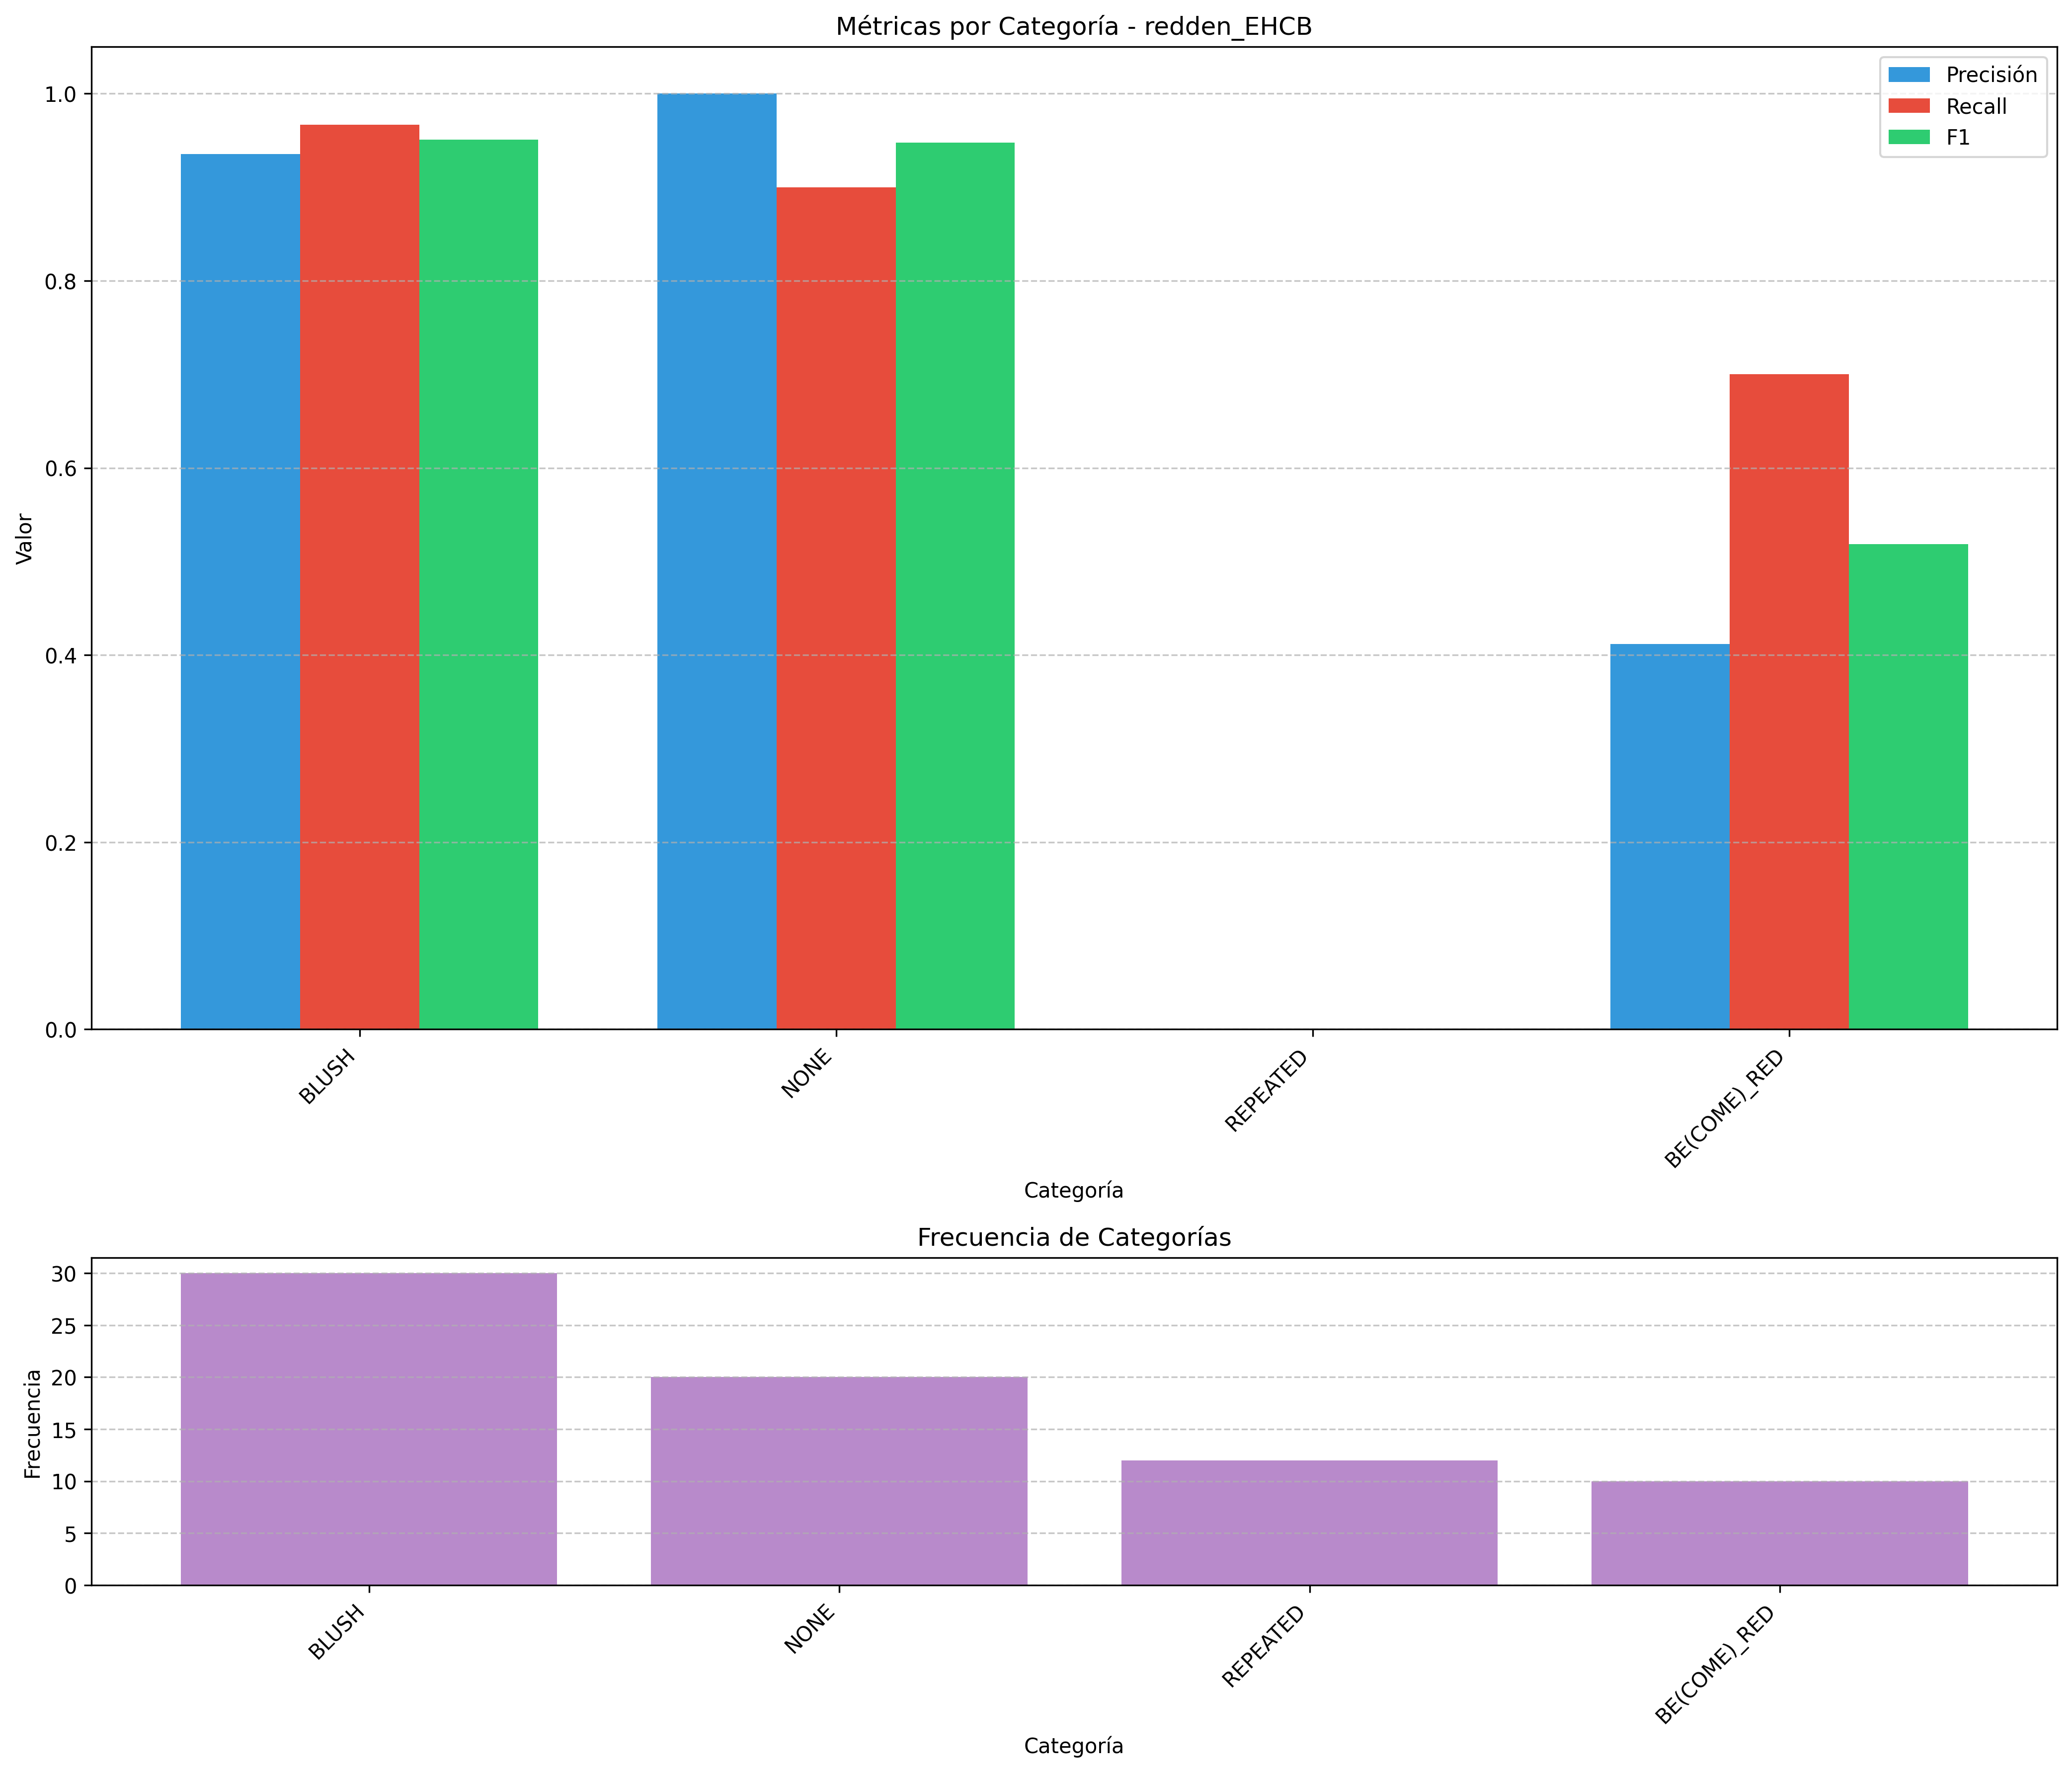 Métricas por Categoría - redden_EHCB
Precisión
Recall
F1
Valor
1.0
0.8
0.6
0.4
0.2
0.0
BLUSH
NONE
REPEATED
BE(COME)_RED
Categoría
Frecuencia de Categorías
Frecuencia
30
25
20
15
10
5
0
BLUSH
NONE
REPEATED
BE(COME)_RED
Categoría